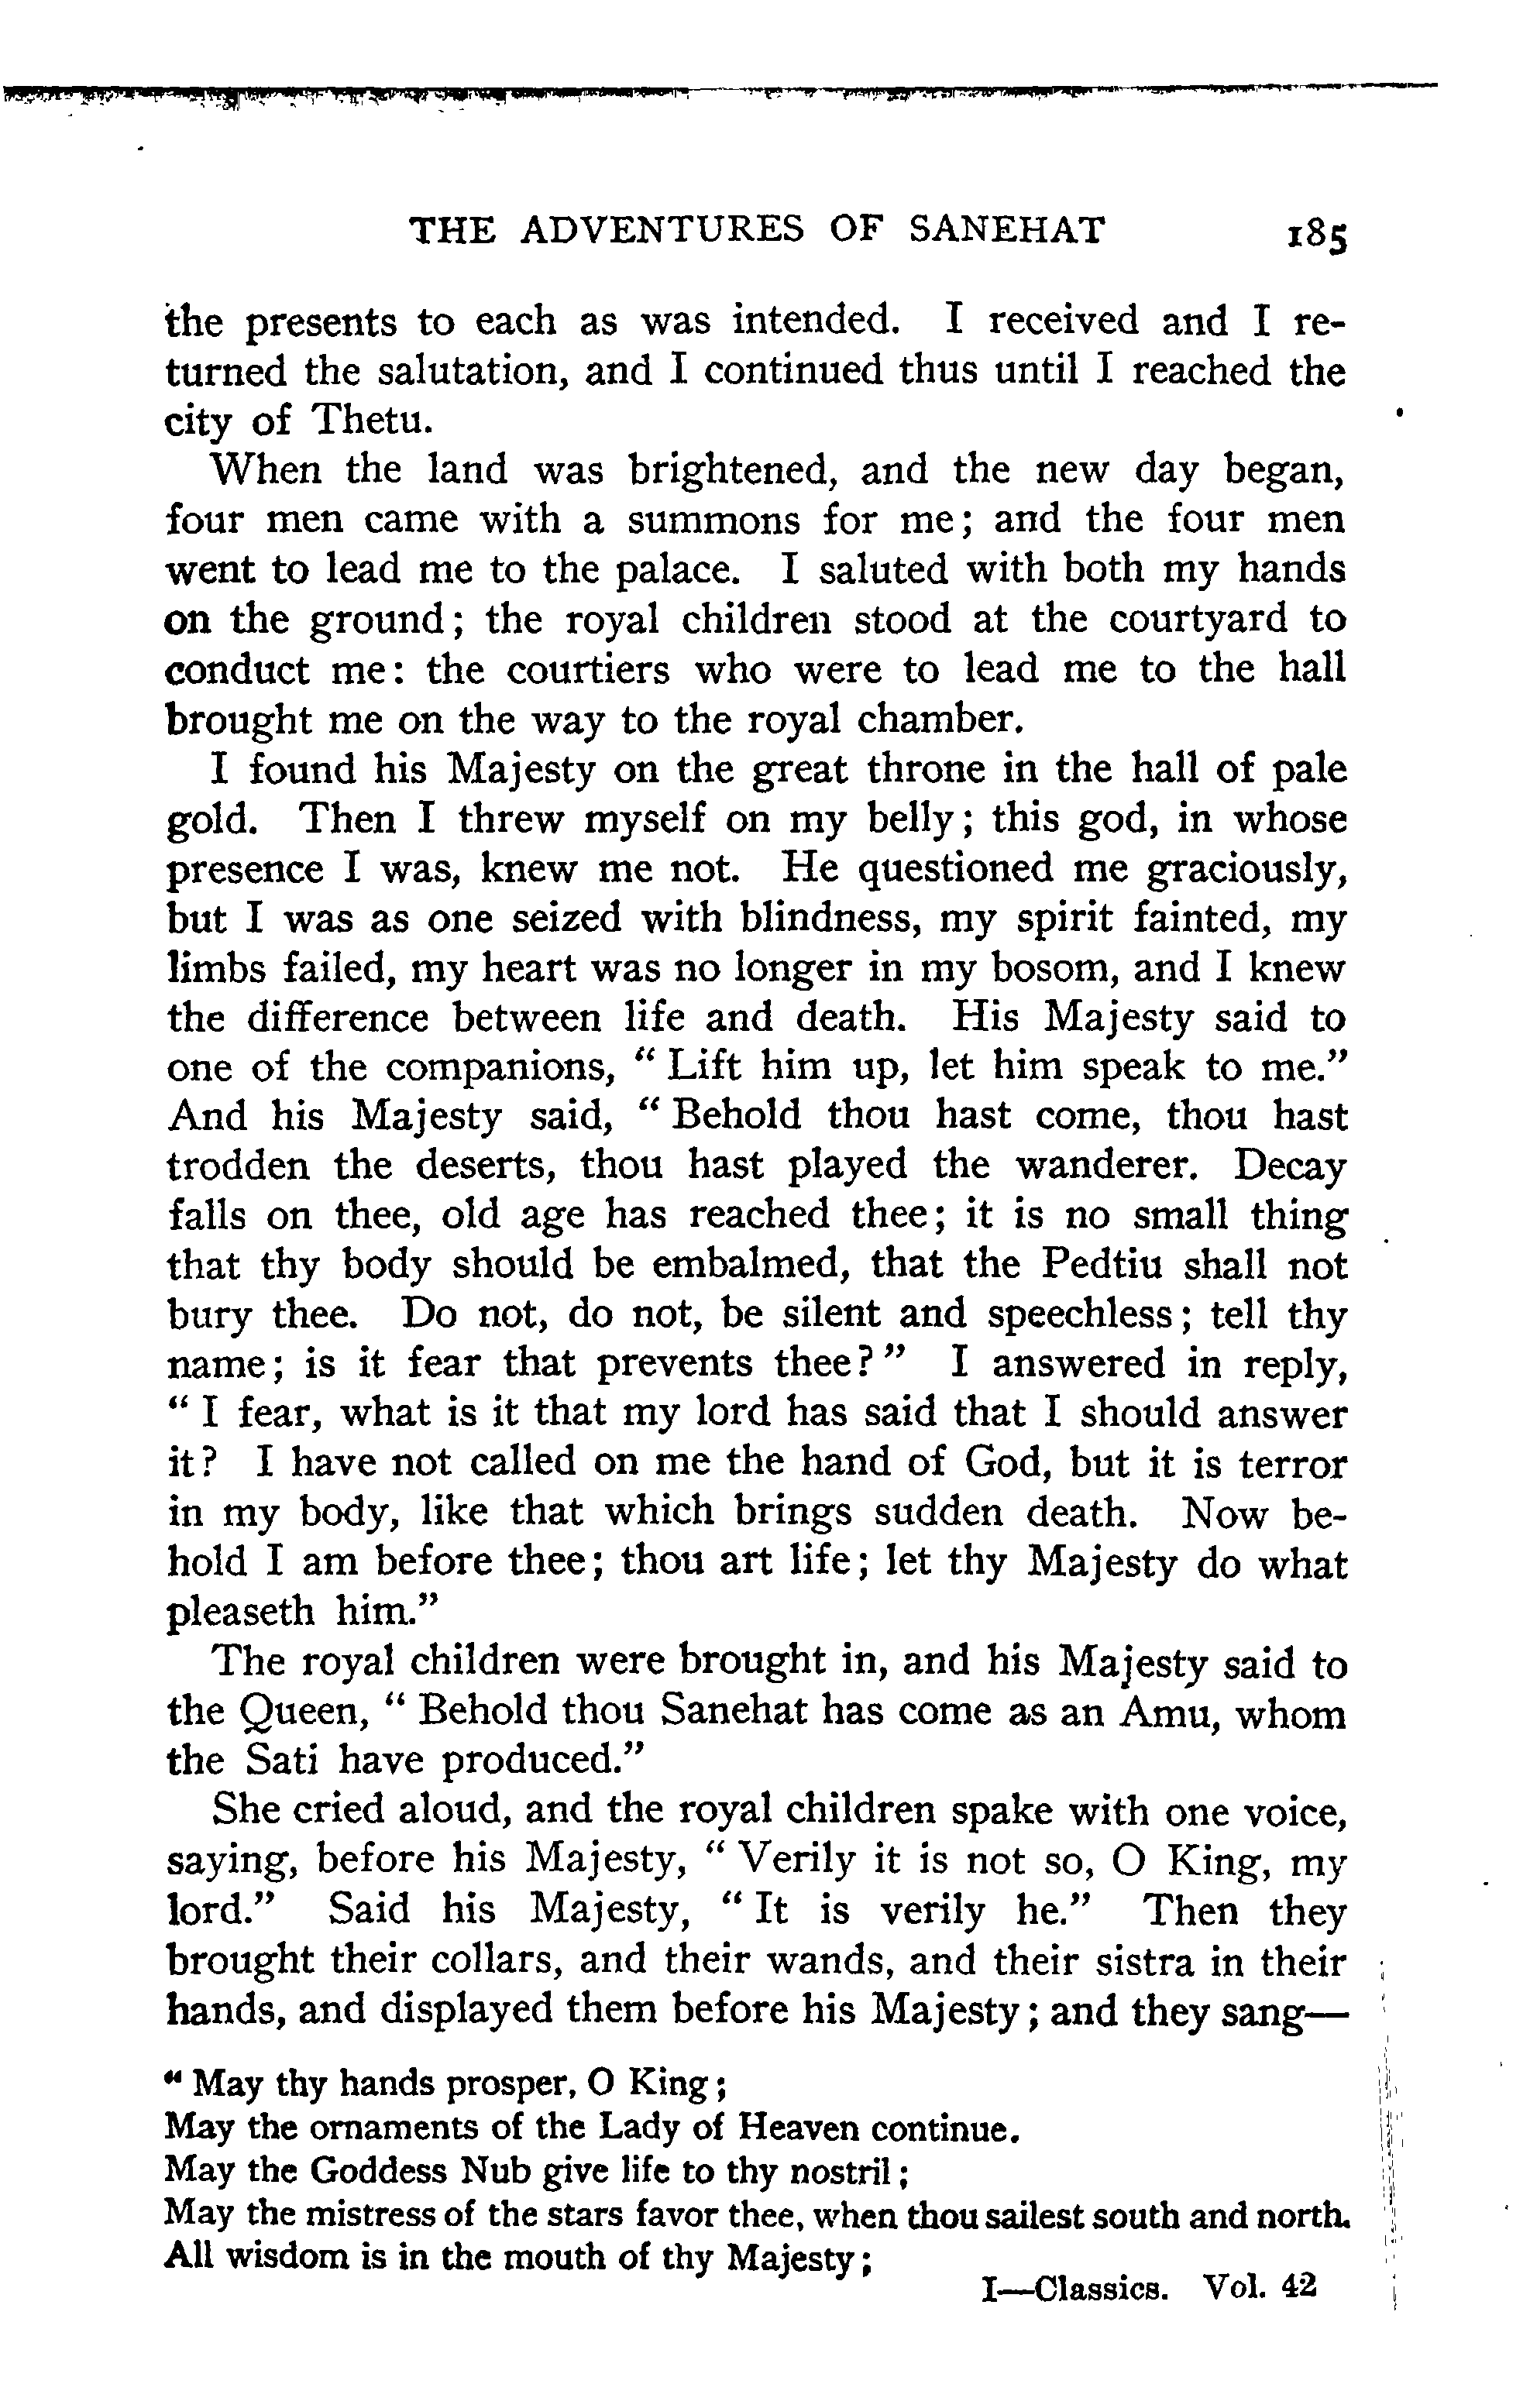 THE ADVENTURES OF SANEHAT 185
the presents to each as was intended. I received and I re-
turned the salutation, and I continued thus until I reached the
city of Thetu.
When the land was brightened, and the new day began,
four men came with a summons for me; and the four men
went to lead me to the palace. I saluted with both my hands
on the ground; the royal children stood at the courtyard to
conduct me: the courtiers who were to lead me to the hall
brought me on the way to the royal chamber.
I found his Majesty on the great throne in the hall of pale
gold. Then I threw myself on my belly; this god, in whose
presence I was, knew me not. He questioned me graciously,
but I was as one seized with blindness, my spirit fainted, my
limbs failed, my heart was no longer in my bosom, and I knew
the difference between life and death. His Majesty said to
one of the companions, "Lift him up, let him speak to me."
And his Majesty said, "Behold thou hast come, thou hast
trodden the deserts, thou hast played the wanderer. Decay
falls on thee, old age has reached thee; it is no small thing
that thy body should be embalmed, that the Pedtiu shall not
bury thee. Do not, do not, be silent and speechless; tell thy
name; is it fear that prevents thee?" I answered in reply,
"I fear, what is it that my lord has said that I should answer
it? I have not called on me the hand of God, but it is terror
in my body, like that which brings sudden death. Now be-
hold I am before thee; thou art life; let thy Majesty do what
pleaseth him."
The royal children were brought in, and his Majesty said to
the Queen, "Behold thou Sanehat has come as an Amu, whom
the Sati have produced."
She cried aloud, and the royal children spake with one voice,
saying, before his Majesty, "Verily it is not so, O King, my
lord." Said his Majesty, "It is verily he." Then they
brought their collars, and their wands, and their sistra in their
hands, and displayed them before his Majesty; and they sang—
"May thy hands prosper, O King;
May the ornaments of the Lady of Heaven continue.
May the Goddess Nub give life to thy nostril;
May the mistress of the stars favor thee, when thou sailest south and north.
All wisdom is in the mouth of thy Majesty;
I—Classics. Vol. 42